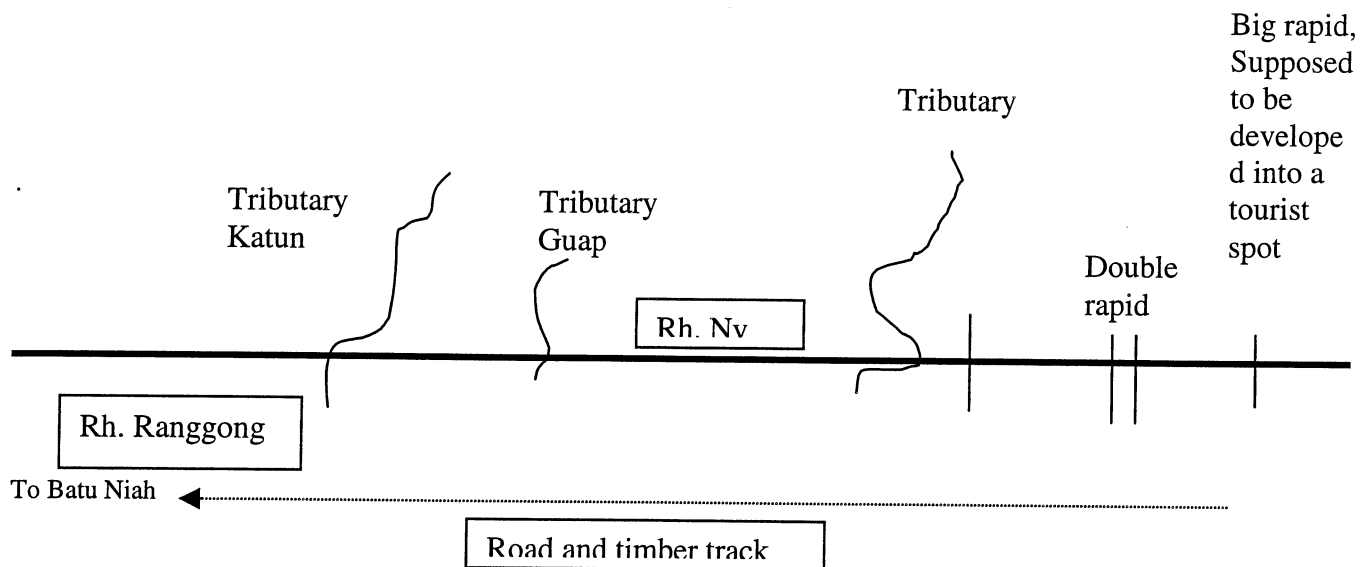 Big rapid,
Supposed
to be
develope
d into a
tourist
spot
Tributary
Tributary
Katun
Tributary
Guap
Double
rapid
Rh. Nv
Rh. Ranggong
To Batu Niah
Road and timber track